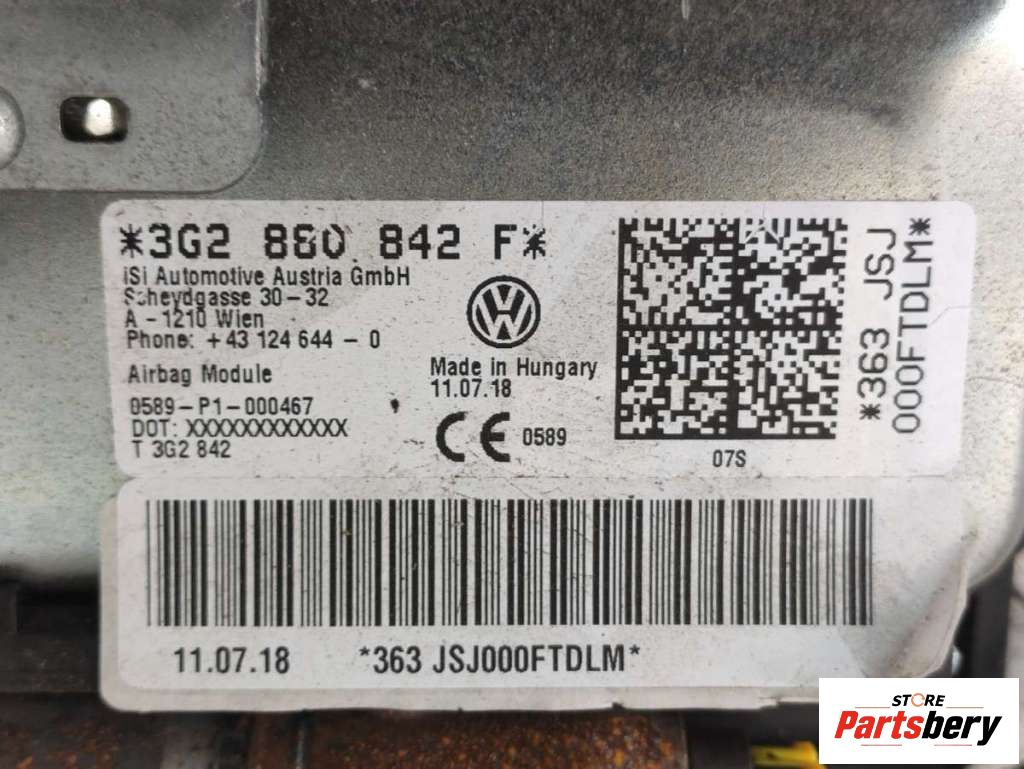 *3G2 880 842 F*
iSi Automotive Austria GmbH
Scheydgasse 30-32
A - 1210 Wien
Phone: +43 124 644 - 0
Airbag Module
0589-P1-000467
DOT: XXXXXXXXXXXX
T 3G2 842
Made in Hungary
11.07.18
CE 0589
07S
*363 JSJ
000FTDLM*
11.07.18 *363 JSJ000FTDLM*
STORE
Partsbery